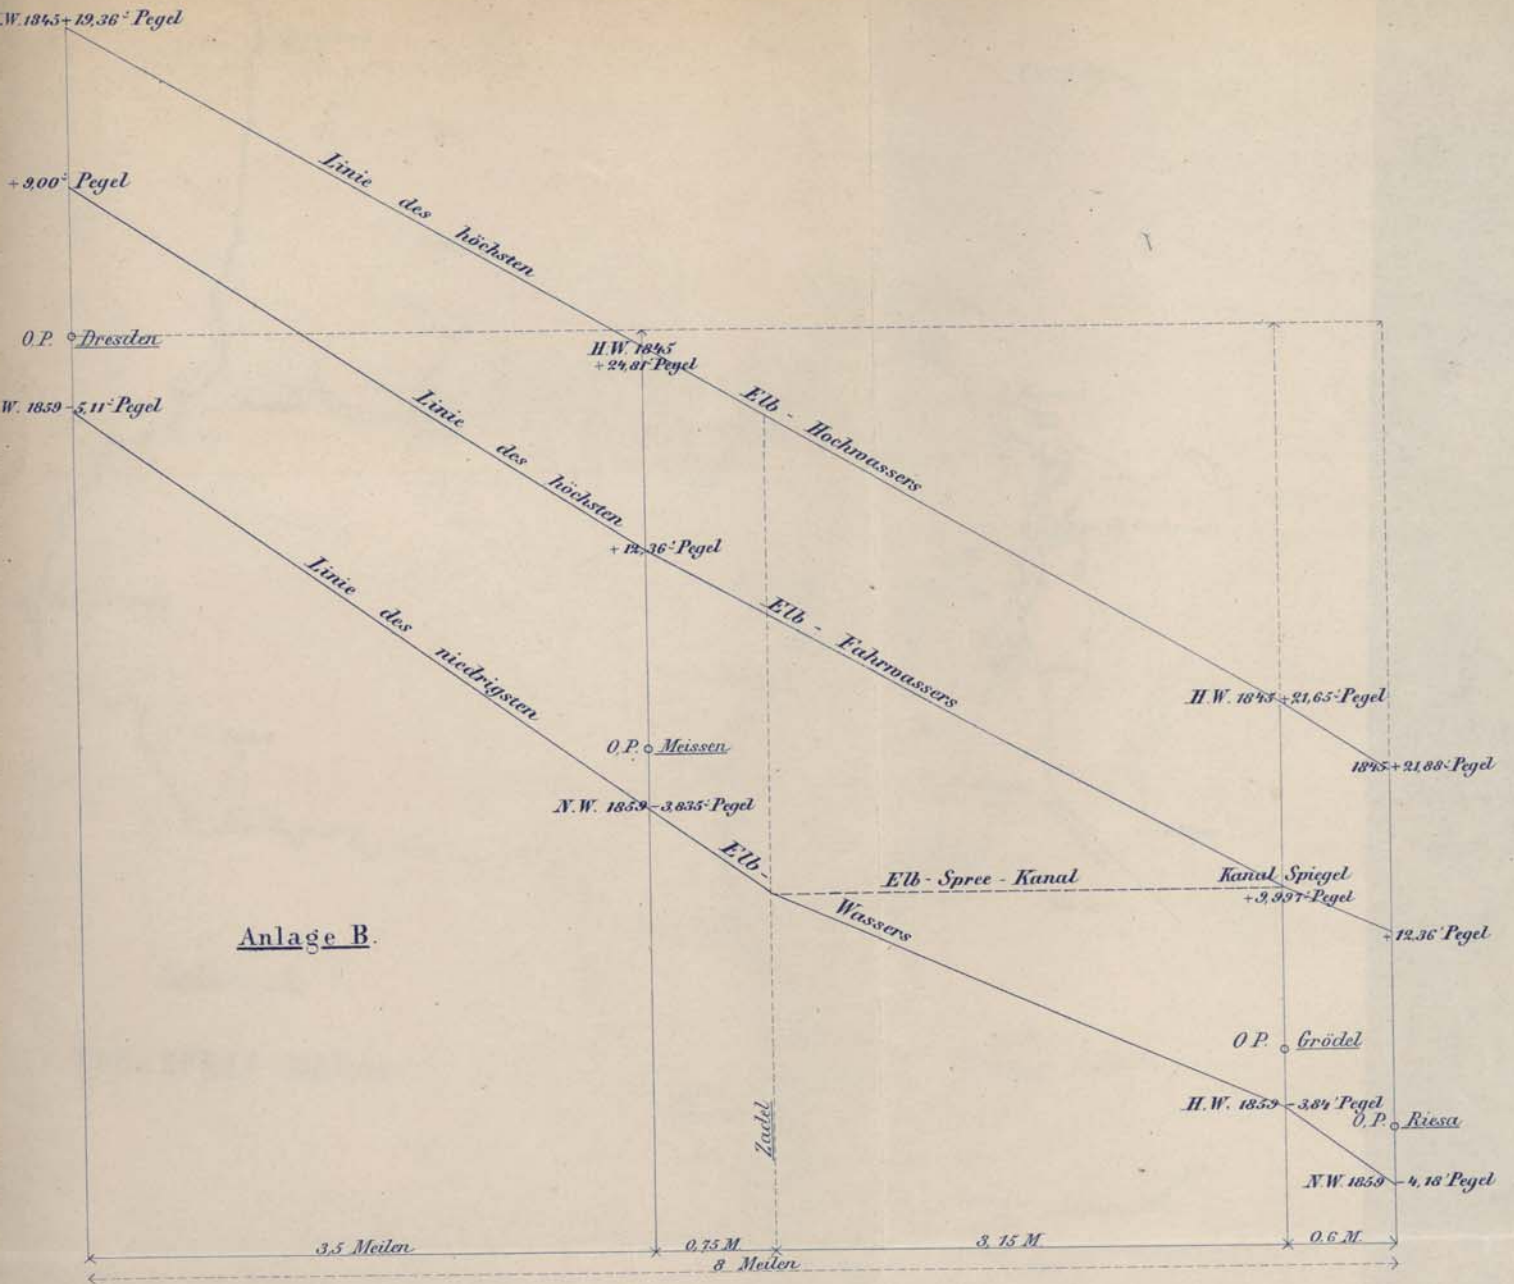 .W. 1845 + 19,36' Pegel
+ 9,00' Pegel
O.P. Dresden
W. 1859 - 5,11' Pegel
Linie des höchsten Elb - Hochwassers
H.W. 1845
+ 24,81' Pegel
Linie des höchsten Elb - Fahrwassers
+ 12,36' Pegel
Linie des niedrigsten Elb- Wassers
O.P. Meissen
N.W. 1859 - 3,835' Pegel
H.W. 1845 + 21,65' Pegel
1845 + 21,88' Pegel
Elb - Spree - Kanal
Kanal Spiegel
+ 9,997' Pegel
+ 12,36' Pegel
Anlage B.
O P. Grödel
H.W. 1859 - 3,84' Pegel
O.P. Riesa
Zadel
N.W. 1859 - 4,18' Pegel
3,5 Meilen
0,75 M
3,15 M
0.6 M.
8 Meilen